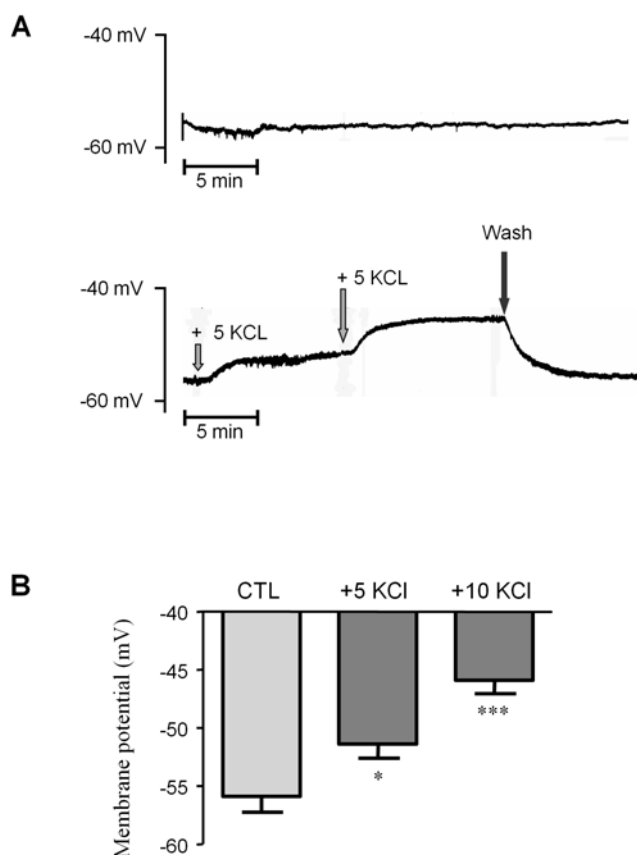 A
-40 mV
-60 mV
5 min
Wash
+ 5 KCL
-40 mV
+ 5 KCL
-60 mV
5 min
B
CTL +5 KCl +10 KCl
Membrane potential (mV)
-40
-45
-50
-55
-60
*
***